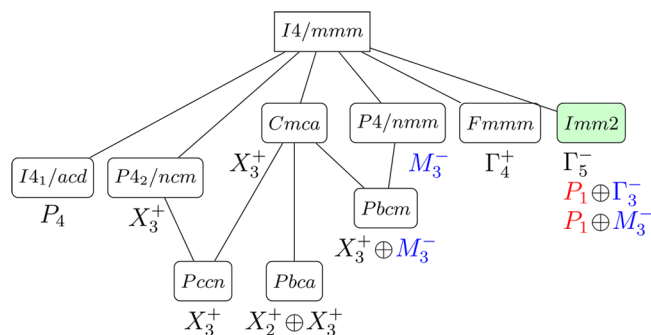 I4/mmm
Cmca P4/nmm Fmmm Imm2
X₃⁺ M₃⁻ Γ₄⁺ Γ₅⁻
I4₁/acd P4₂/ncm
P₁⊕Γ₃⁻
P₄ X₃⁺
Pbcm
P₁⊕M₃⁻
X₃⁺⊕M₃⁻
Pccn Pbca
X₃⁺ X₂⁺⊕X₃⁺